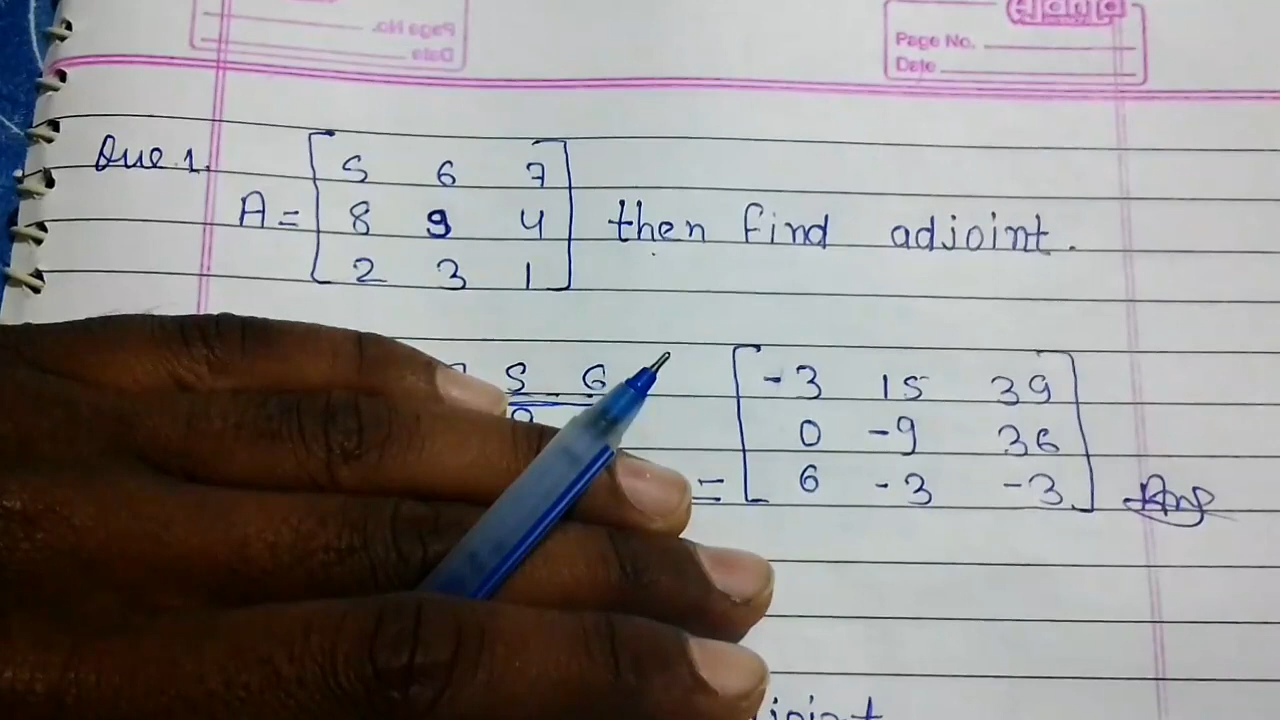 Page No.
Date
Que 1.
5 6 7
A = 8 9 4 then find adjoint.
2 3 1
5 6
-3 15 39
0 -9 36
= 6 -3 -3 Ans